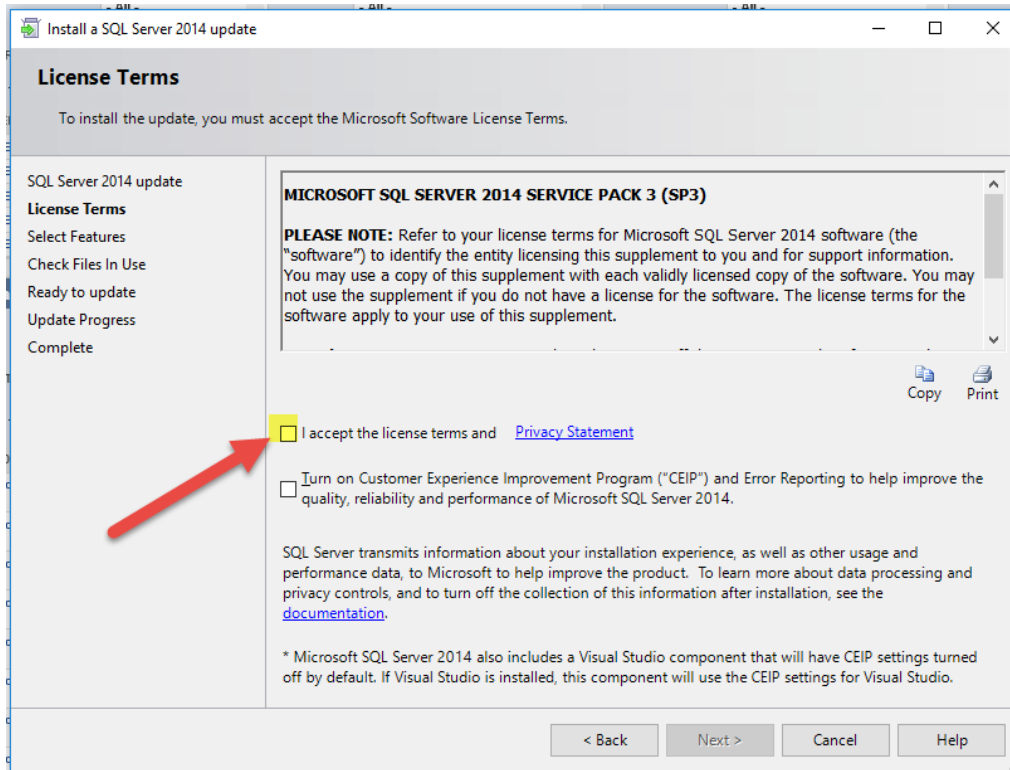 Install a SQL Server 2014 update
License Terms
To install the update, you must accept the Microsoft Software License Terms.
SQL Server 2014 update
License Terms
Select Features
Check Files In Use
Ready to update
Update Progress
Complete
MICROSOFT SQL SERVER 2014 SERVICE PACK 3 (SP3)
PLEASE NOTE: Refer to your license terms for Microsoft SQL Server 2014 software (the
"software") to identify the entity licensing this supplement to you and for support information.
You may use a copy of this supplement with each validly licensed copy of the software. You may
not use the supplement if you do not have a license for the software. The license terms for the
software apply to your use of this supplement.
Copy
Print
I accept the license terms and Privacy Statement
Turn on Customer Experience Improvement Program ("CEIP") and Error Reporting to help improve the
quality, reliability and performance of Microsoft SQL Server 2014.
SQL Server transmits information about your installation experience, as well as other usage and
performance data, to Microsoft to help improve the product. To learn more about data processing and
privacy controls, and to turn off the collection of this information after installation, see the
documentation.
* Microsoft SQL Server 2014 also includes a Visual Studio component that will have CEIP settings turned
off by default. If Visual Studio is installed, this component will use the CEIP settings for Visual Studio.
< Back
Next >
Cancel
Help